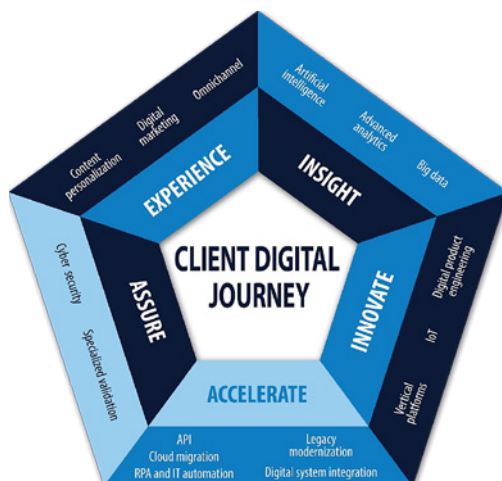 CLIENT DIGITAL
JOURNEY
EXPERIENCE
Content
personalization
Digital
marketing
Omnichannel
INSIGHT
Artificial
intelligence
Advanced
analytics
Big data
INNOVATE
Digital product
engineering
IoT
Vertical
platforms
ACCELERATE
API
Cloud migration
RPA and IT automation
Legacy
modernization
Digital system integration
ASSURE
Cyber security
Specialized validation